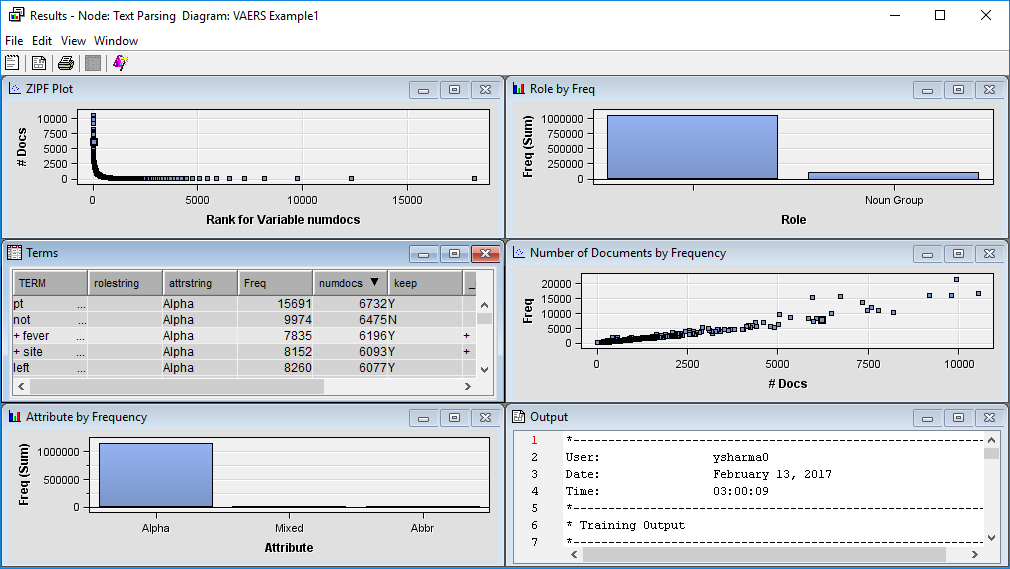 Results - Node: Text Parsing Diagram: VAERS Example1
File Edit View Window
ZIPF Plot
# Docs
10000
7500
5000
2500
0
0 5000 10000 15000
Rank for Variable numdocs
Role by Freq
Freq (Sum)
1000000
750000
500000
250000
0
Noun Group
Role
Terms
TERM rolestring attrstring Freq numdocs ▼ keep _
pt ... Alpha 15691 6732Y
not ... Alpha 9974 6475N
+ fever ... Alpha 7835 6196Y +
+ site ... Alpha 8152 6093Y +
left ... Alpha 8260 6077Y
Number of Documents by Frequency
Freq
20000
15000
10000
5000
0
0 2500 5000 7500 10000
# Docs
Attribute by Frequency
Freq (Sum)
1000000
500000
0
Alpha Mixed Abbr
Attribute
Output
1 *------------------------------------------------------------
2 User: ysharma0
3 Date: February 13, 2017
4 Time: 03:00:09
5 *------------------------------------------------------------
6 * Training Output
7 *------------------------------------------------------------